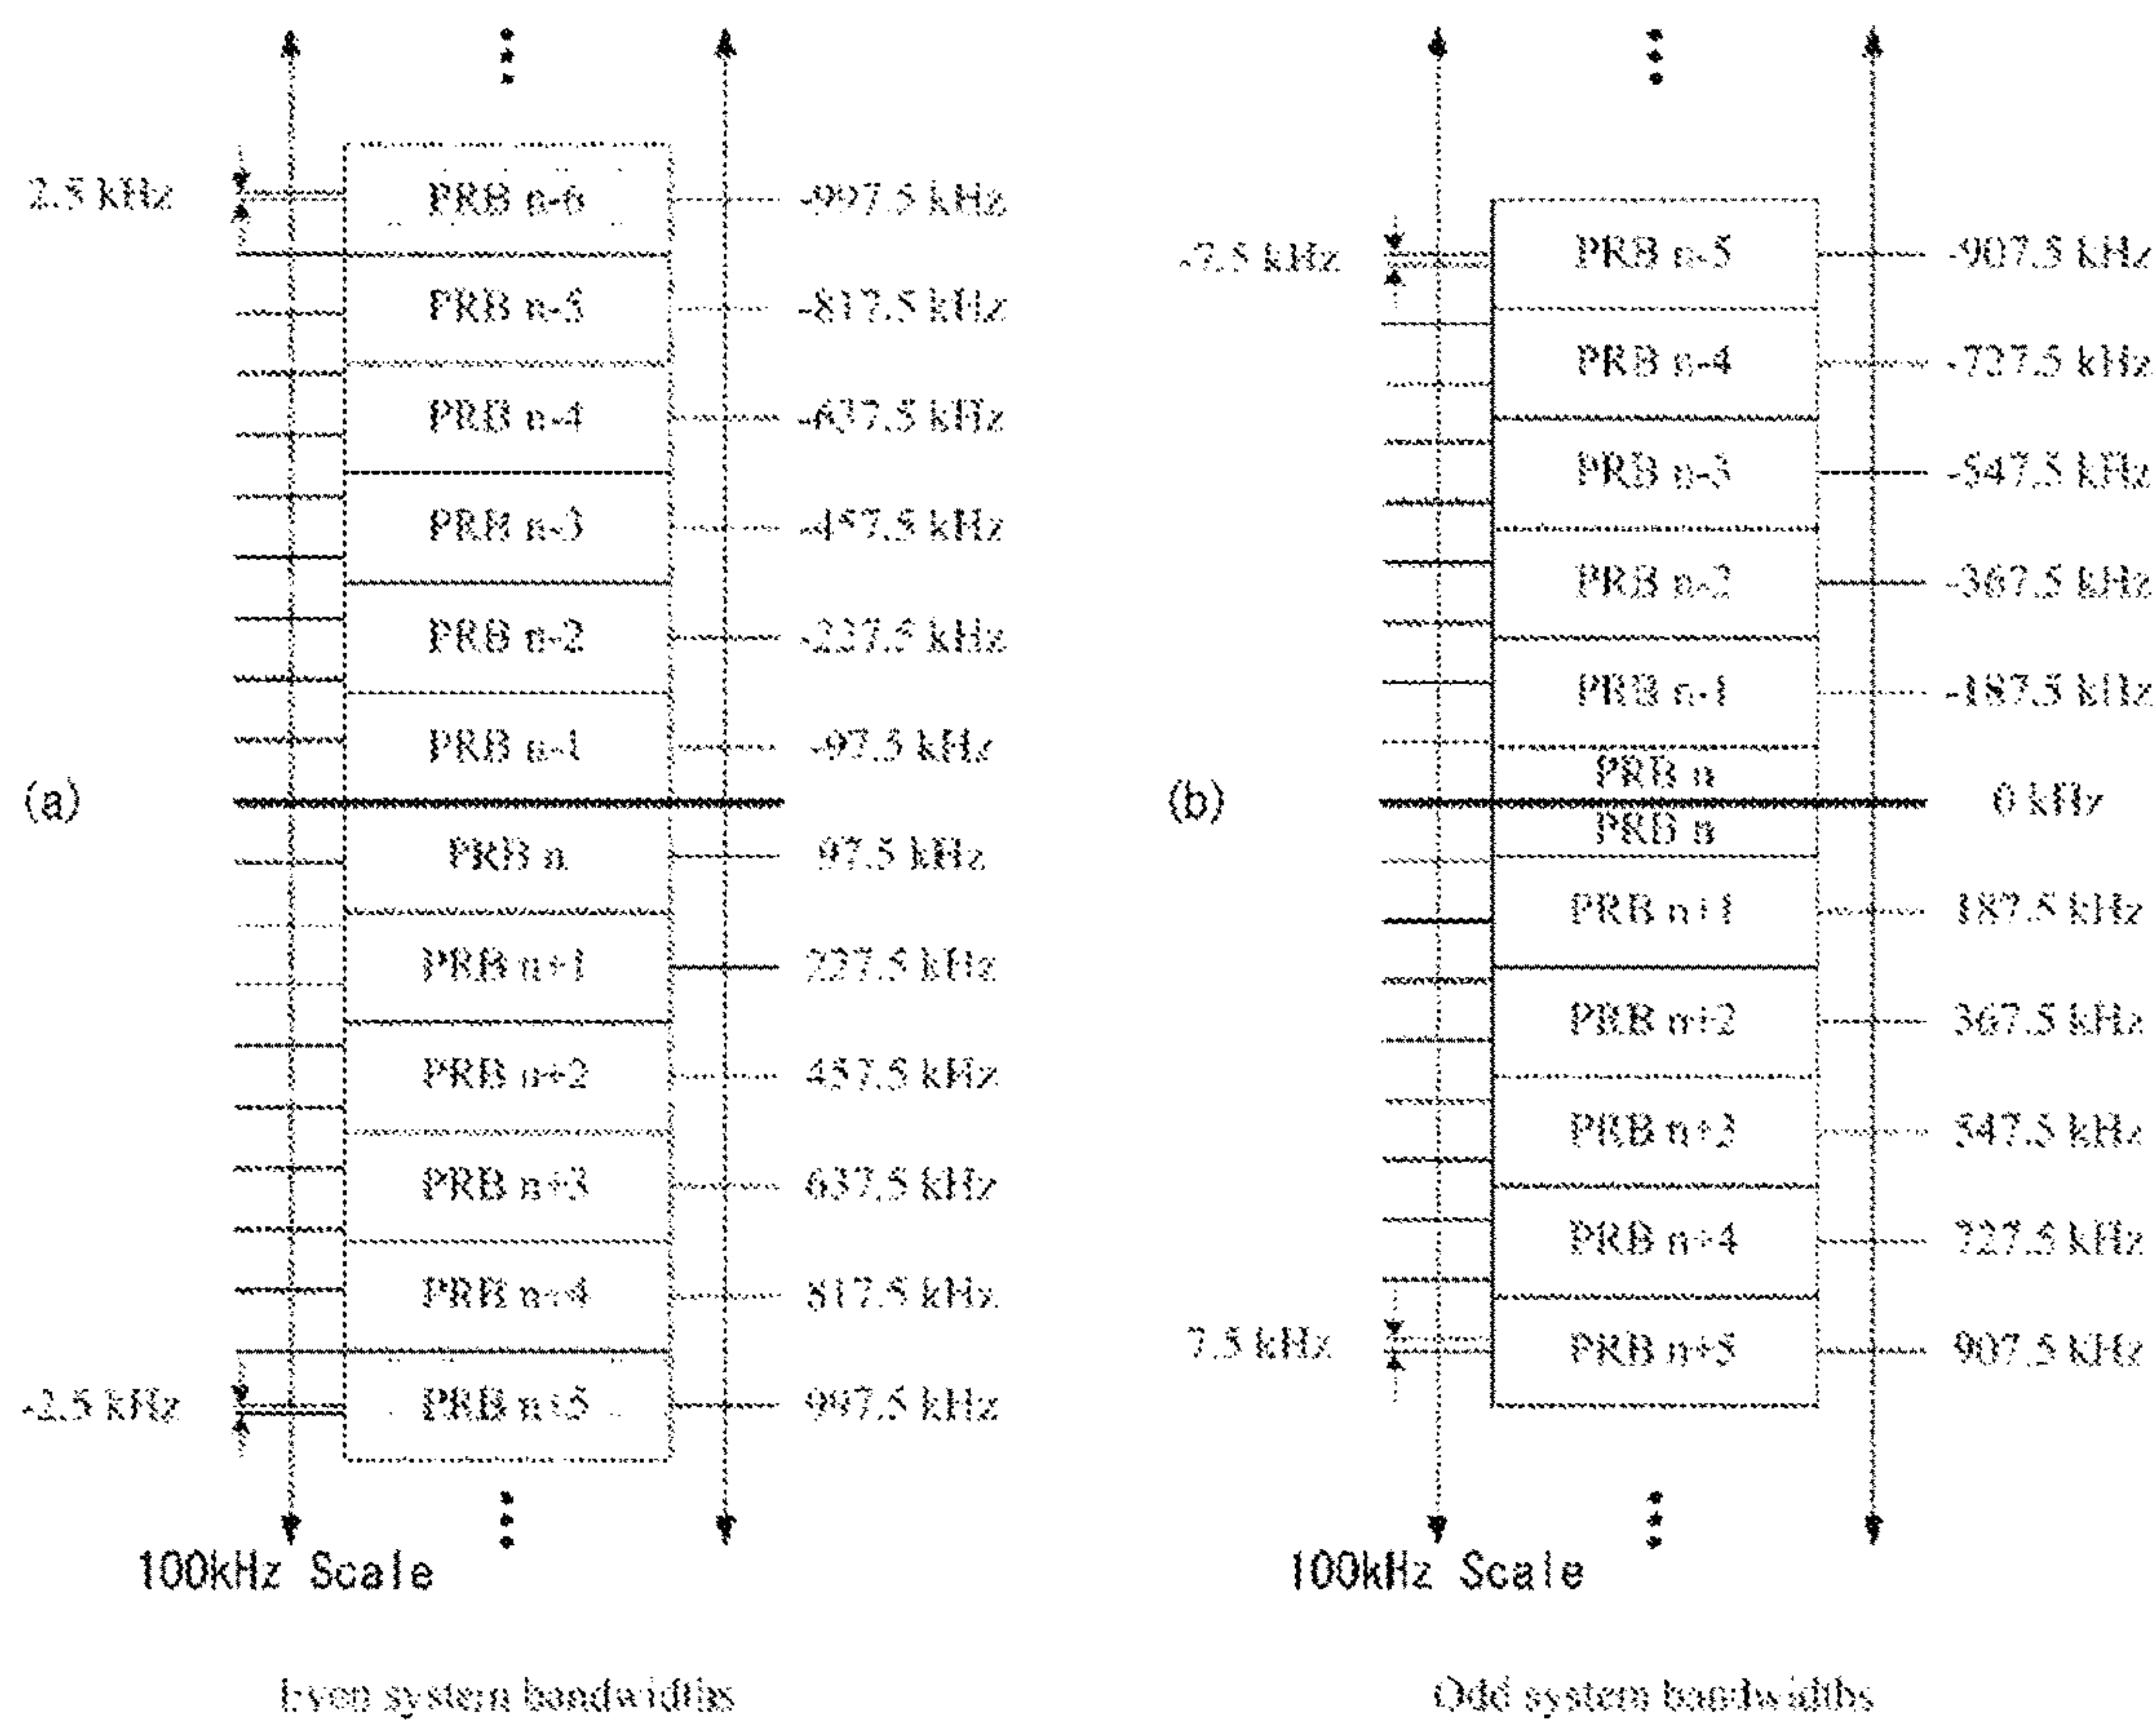 2.5 kHz
PRB n-6
-997.5 kHz
PRB n-5
-817.5 kHz
PRB n-4
-637.5 kHz
PRB n-3
-457.5 kHz
PRB n-2
-227.5 kHz
PRB n-1
-97.5 kHz
(a)
PRB n
97.5 kHz
PRB n+1
227.5 kHz
PRB n+2
457.5 kHz
PRB n+3
637.5 kHz
PRB n+4
817.5 kHz
-2.5 kHz
PRB n+5
997.5 kHz
100kHz Scale
Even system bandwidths
-7.5 kHz
PRB n-5
-907.5 kHz
PRB n-4
-727.5 kHz
PRB n-3
-547.5 kHz
PRB n-2
-367.5 kHz
PRB n-1
-187.5 kHz
PRB n
(b)
0 kHz
PRB n
PRB n+1
187.5 kHz
PRB n+2
367.5 kHz
PRB n+3
547.5 kHz
PRB n+4
727.5 kHz
7.5 kHz
PRB n+5
907.5 kHz
100kHz Scale
Odd system bandwidths